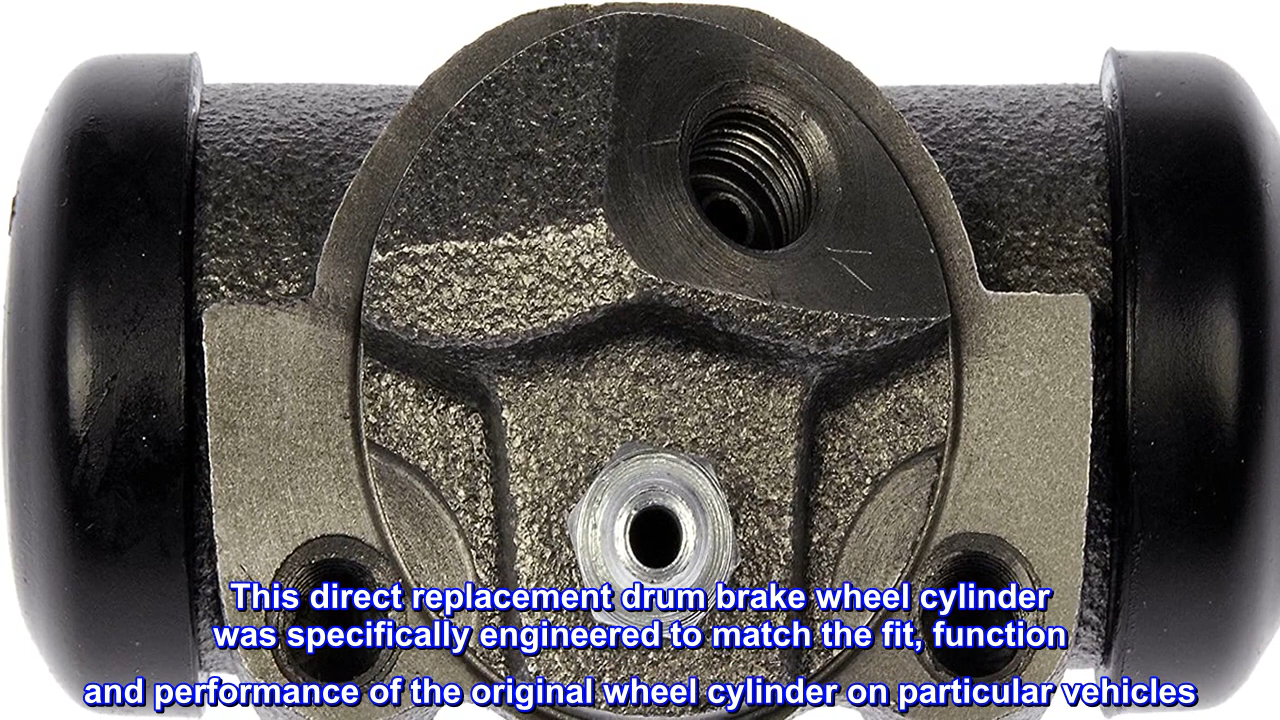 This direct replacement drum brake wheel cylinder
was specifically engineered to match the fit, function
and performance of the original wheel cylinder on particular vehicles